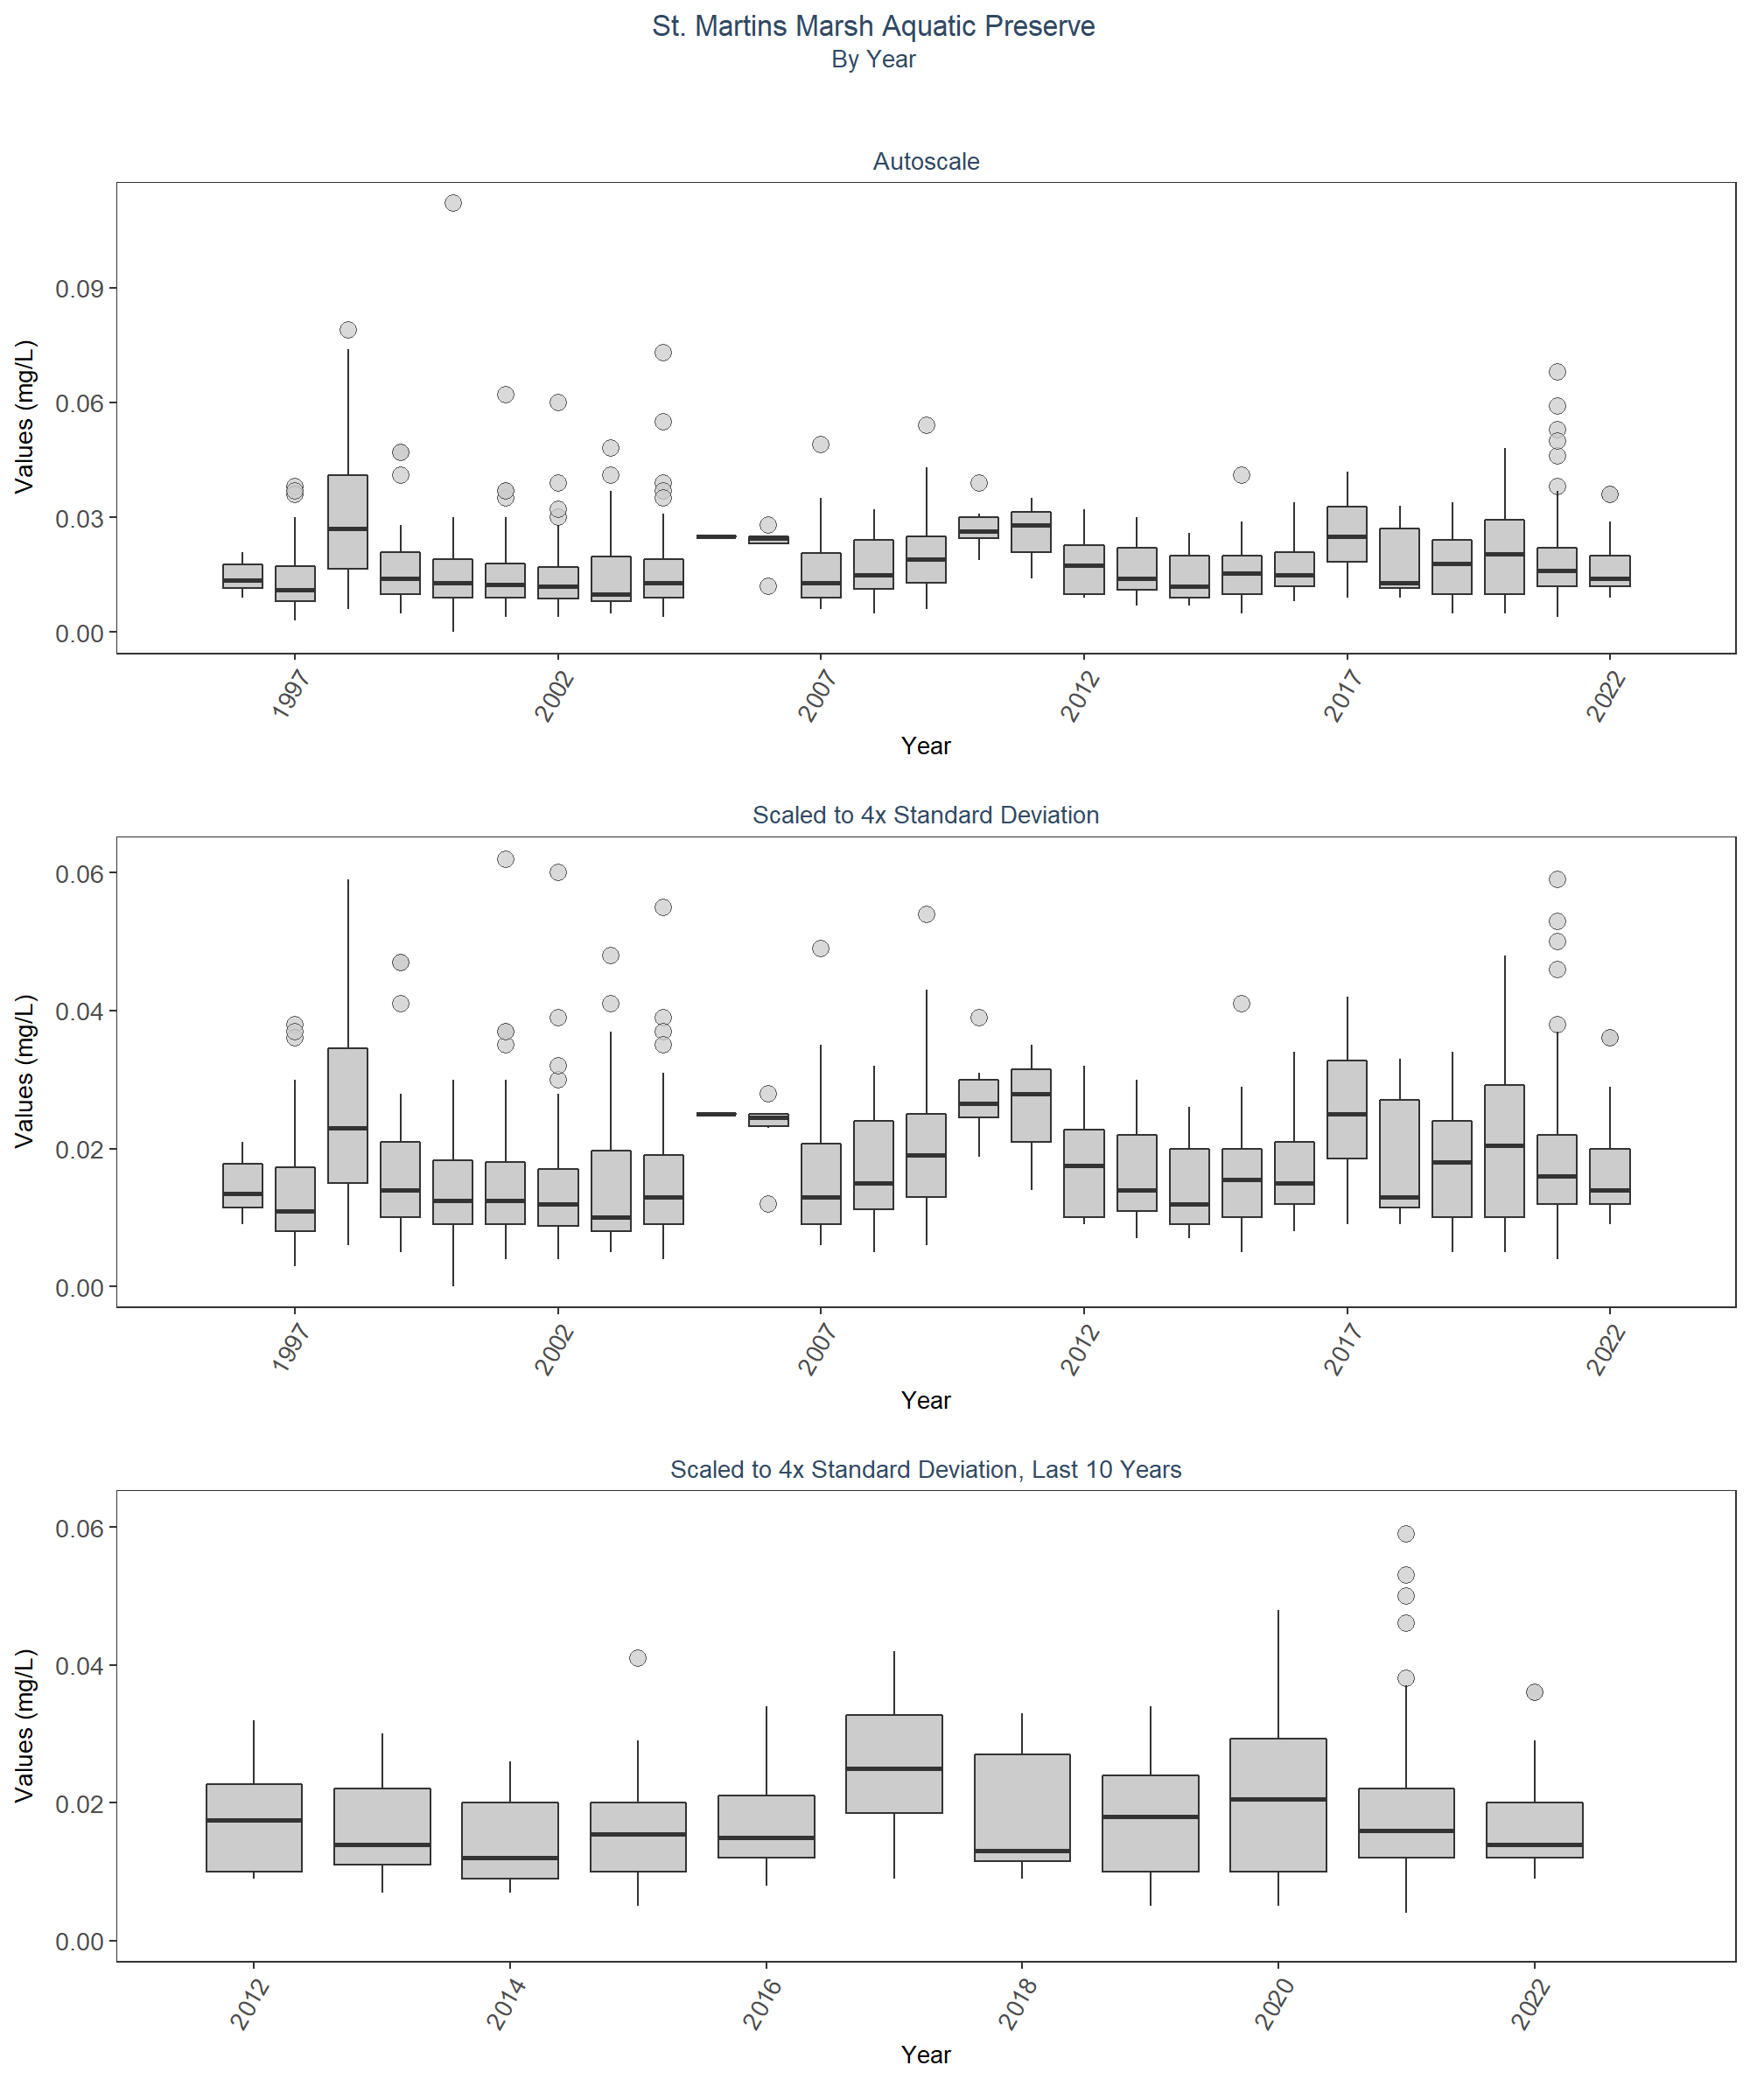 St. Martins Marsh Aquatic Preserve
By Year
Autoscale
Values (mg/L)
0.09
0.06
0.03
0.00
1997 2002 2007 2012 2017 2022
Year
Scaled to 4x Standard Deviation
Values (mg/L)
0.06
0.04
0.02
0.00
1997 2002 2007 2012 2017 2022
Year
Scaled to 4x Standard Deviation, Last 10 Years
Values (mg/L)
0.06
0.04
0.02
0.00
2012 2014 2016 2018 2020 2022
Year